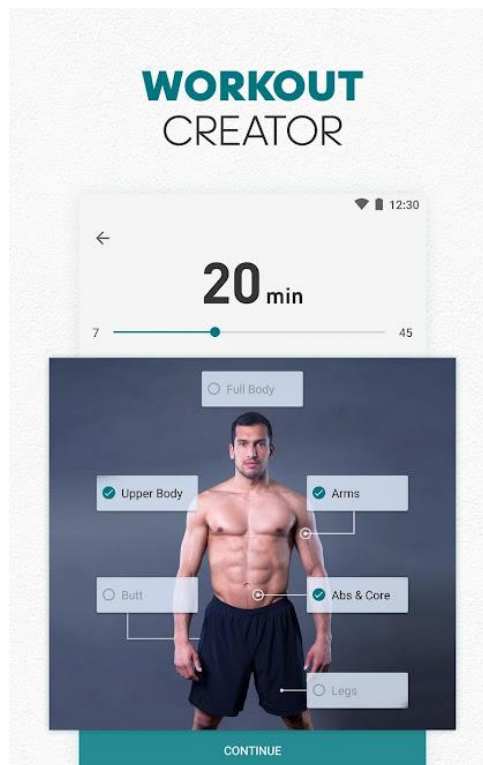 WORKOUT
CREATOR
12:30
20 min
7 45
Full Body
Upper Body Arms
Butt Abs & Core
Legs
CONTINUE